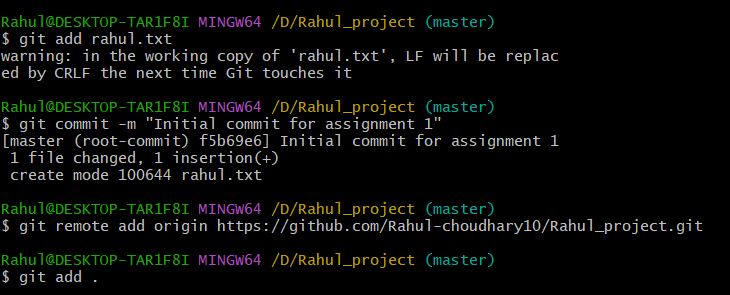 Rahul@DESKTOP-TAR1F8I MINGW64 /D/Rahul_project (master)
$ git add rahul.txt
warning: in the working copy of 'rahul.txt', LF will be replac
ed by CRLF the next time Git touches it
Rahul@DESKTOP-TAR1F8I MINGW64 /D/Rahul_project (master)
$ git commit -m "Initial commit for assignment 1"
[master (root-commit) f5b69e6] Initial commit for assignment 1
 1 file changed, 1 insertion(+)
 create mode 100644 rahul.txt
Rahul@DESKTOP-TAR1F8I MINGW64 /D/Rahul_project (master)
$ git remote add origin https://github.com/Rahul-choudhary10/Rahul_project.git
Rahul@DESKTOP-TAR1F8I MINGW64 /D/Rahul_project (master)
$ git add .